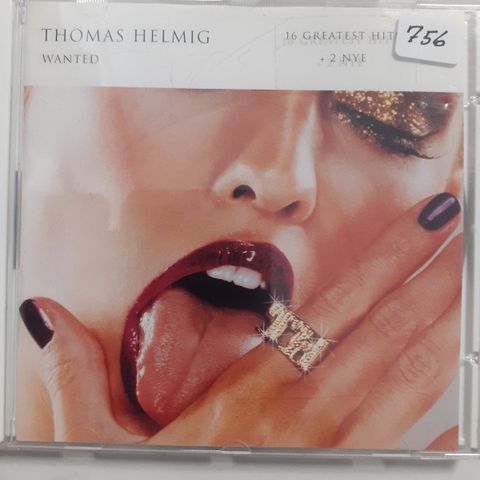 THOMAS HELMIG
WANTED
16 GREATEST HITS
+ 2 NYE
756